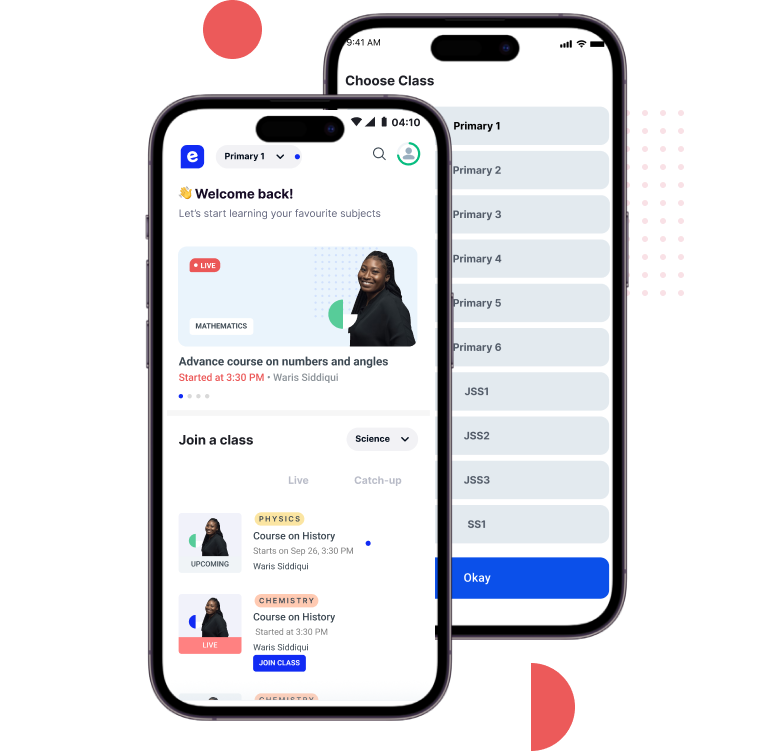 9:41 AM
Choose Class
Primary 1
Primary 2
Primary 3
Primary 4
Primary 5
Primary 6
JSS1
JSS2
JSS3
SS1
Okay
04:10
e
Primary 1
👋 Welcome back!
Let's start learning your favourite subjects
LIVE
MATHEMATICS
Advance course on numbers and angles
Started at 3:30 PM • Waris Siddiqui
Join a class
Science
Live
Catch-up
PHYSICS
Course on History
Starts on Sep 26, 3:30 PM
UPCOMING
Waris Siddiqui
CHEMISTRY
Course on History
Started at 3:30 PM
LIVE
Waris Siddiqui
JOIN CLASS
CHEMISTRY